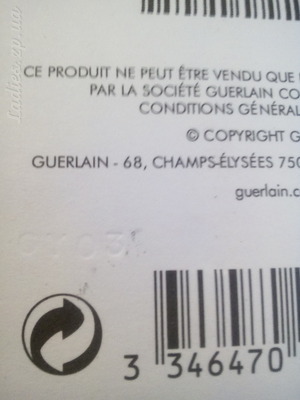 CE PRODUIT NE PEUT ÊTRE VENDU QUE
PAR LA SOCIÉTÉ GUERLAIN CO
CONDITIONS GÉNÉRAL
© COPYRIGHT G
GUERLAIN - 68, CHAMPS-ÉLYSÉES 750
guerlain.c
3 346470